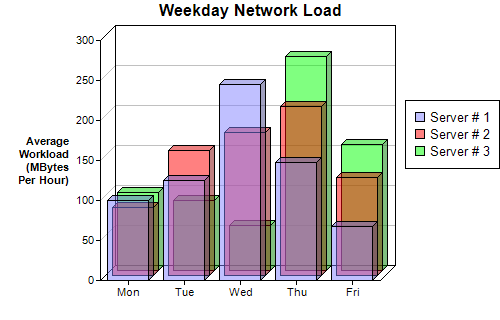 Weekday Network Load
300
250
200
150
100
50
0
Average
Workload
(MBytes
Per Hour)
Mon Tue Wed Thu Fri
Server # 1
Server # 2
Server # 3